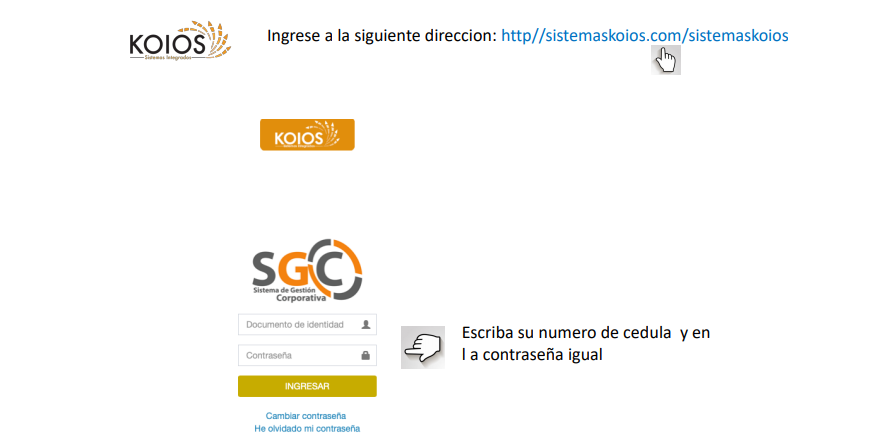 KOIOS
Sistemas Integrados
Ingrese a la siguiente direccion: http//sistemaskoios.com/sistemaskoios
KOIOS
SGC
Sistema de Gestión
Corporativa
Documento de identidad
Contraseña
INGRESAR
Cambiar contraseña
He olvidado mi contraseña
Escriba su numero de cedula y en
l a contraseña igual